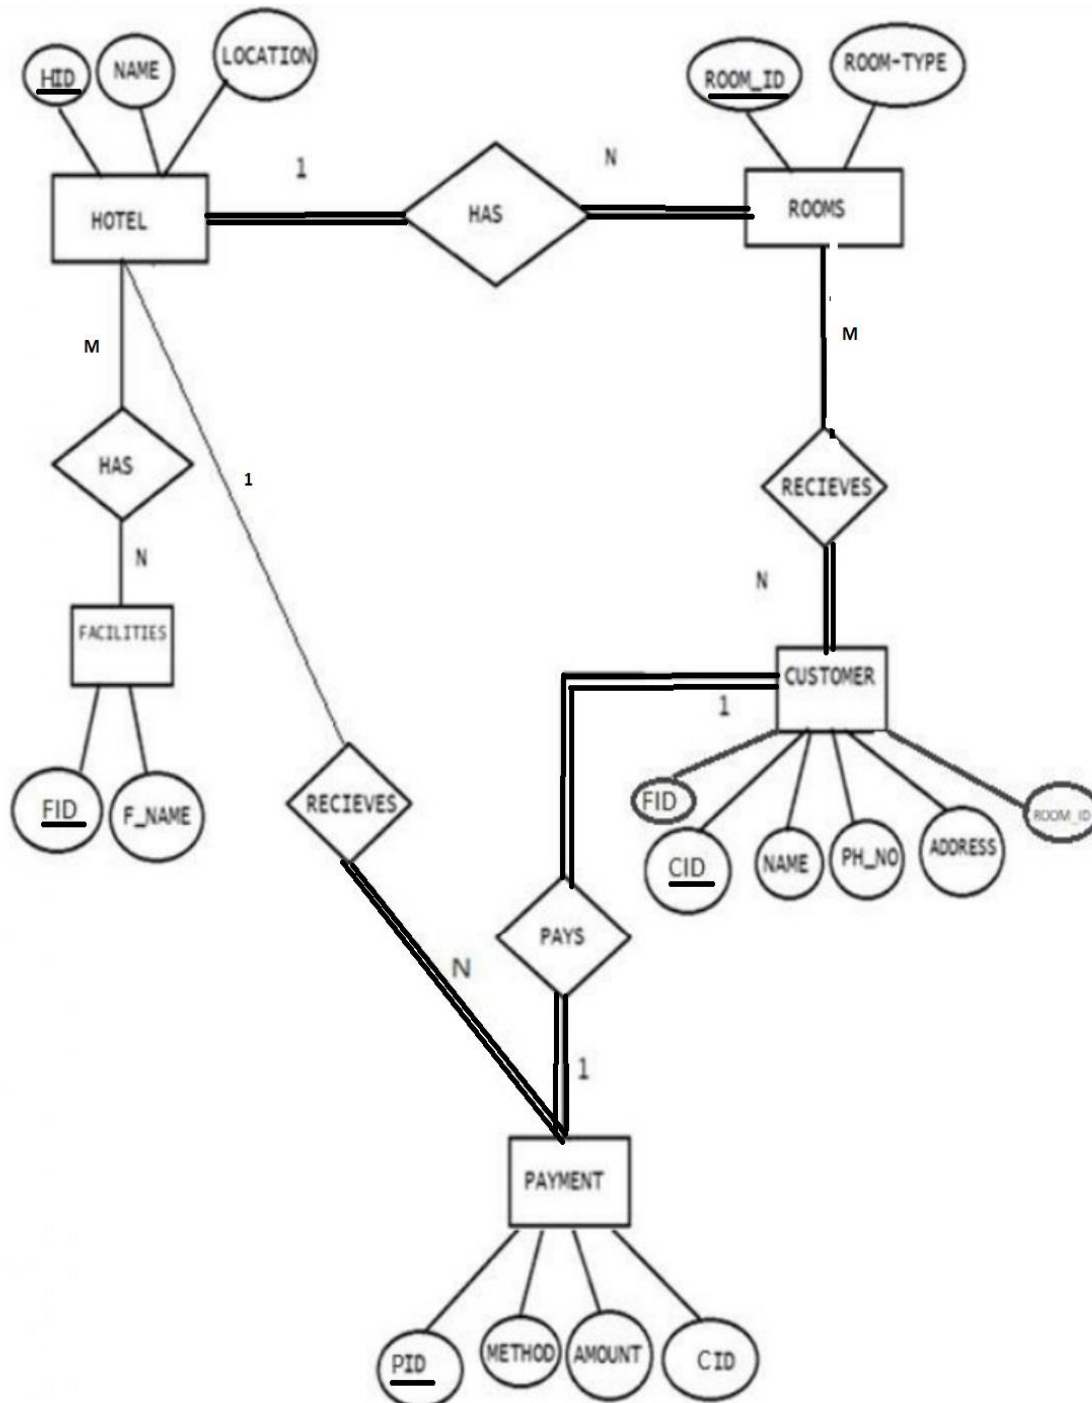 HID
NAME
LOCATION
ROOM_ID
ROOM-TYPE
1
N
HOTEL
HAS
ROOMS
M
M
HAS
1
RECIEVES
N
N
FACILITIES
CUSTOMER
1
FID
F_NAME
RECIEVES
FID
ROOM_ID
CID
NAME
PH_NO
ADDRESS
PAYS
N
1
PAYMENT
PID
METHOD
AMOUNT
CID